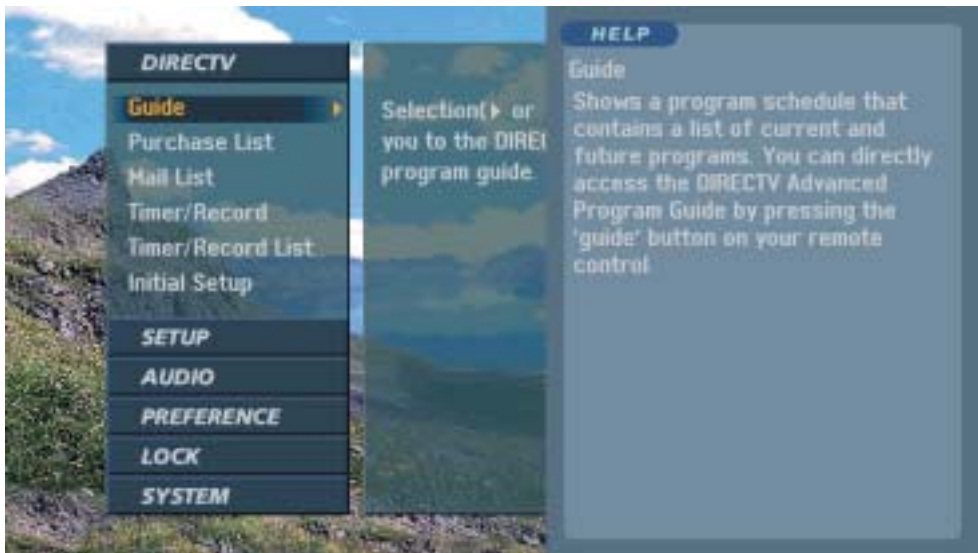 DIRECTV
Guide
Purchase List
Mail List
Timer/Record
Timer/Record List
Initial Setup
SETUP
AUDIO
PREFERENCE
LOCK
SYSTEM
Selection(▶ or
you to the DIREC
program guide.
HELP
Guide
Shows a program schedule that
contains a list of current and
future programs. You can directly
access the DIRECTV Advanced
Program Guide by pressing the
'guide' button on your remote
control.